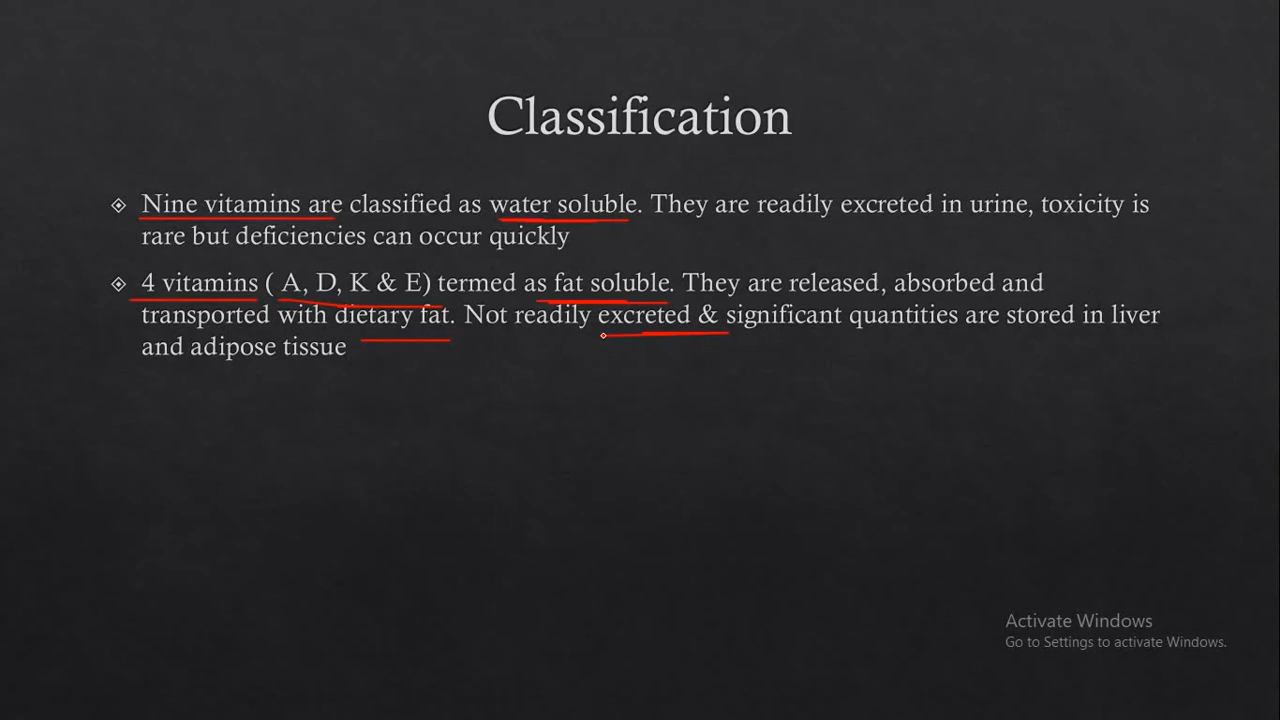 Classification
Nine vitamins are classified as water soluble. They are readily excreted in urine, toxicity is
rare but deficiencies can occur quickly
4 vitamins ( A, D, K & E) termed as fat soluble. They are released, absorbed and
transported with dietary fat. Not readily excreted & significant quantities are stored in liver
and adipose tissue
Activate Windows
Go to Settings to activate Windows.